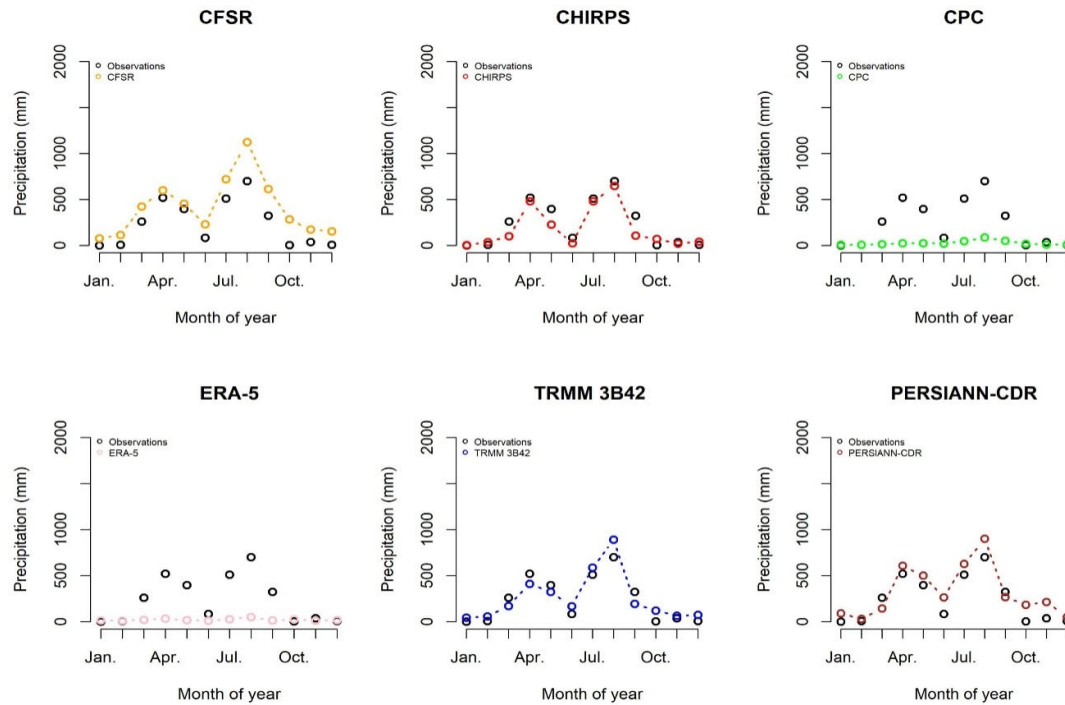 CFSR
2000
Observations
CFSR
Precipitation (mm)
1000
500
0
Jan. Apr. Jul. Oct.
Month of year
CHIRPS
2000
Observations
CHIRPS
Precipitation (mm)
1000
500
0
Jan. Apr. Jul. Oct.
Month of year
CPC
2000
Observations
CPC
Precipitation (mm)
1000
500
0
Jan. Apr. Jul. Oct.
Month of year
ERA-5
2000
Observations
ERA-5
Precipitation (mm)
1000
500
0
Jan. Apr. Jul. Oct.
Month of year
TRMM 3B42
2000
Observations
TRMM 3B42
Precipitation (mm)
1000
500
0
Jan. Apr. Jul. Oct.
Month of year
PERSIANN-CDR
2000
Observations
PERSIANN-CDR
Precipitation (mm)
1000
500
0
Jan. Apr. Jul. Oct.
Month of year